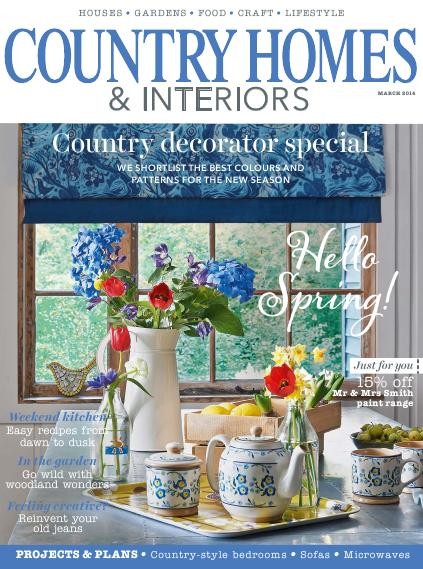 HOUSES • GARDENS • FOOD • CRAFT • LIFESTYLE
COUNTRY HOMES
& INTERIORS
MARCH 2014
Country decorator special
WE SHORTLIST THE BEST COLOURS AND
PATTERNS FOR THE NEW SEASON
Hello
Spring!
Just for you
15% off
Mr & Mrs Smith
paint range
Weekend kitchen
Easy recipes from
dawn to dusk
In the garden
Go wild with
woodland wonders
Feeling creative?
Reinvent your
old jeans
PROJECTS & PLANS • Country-style bedrooms • Sofas • Microwaves